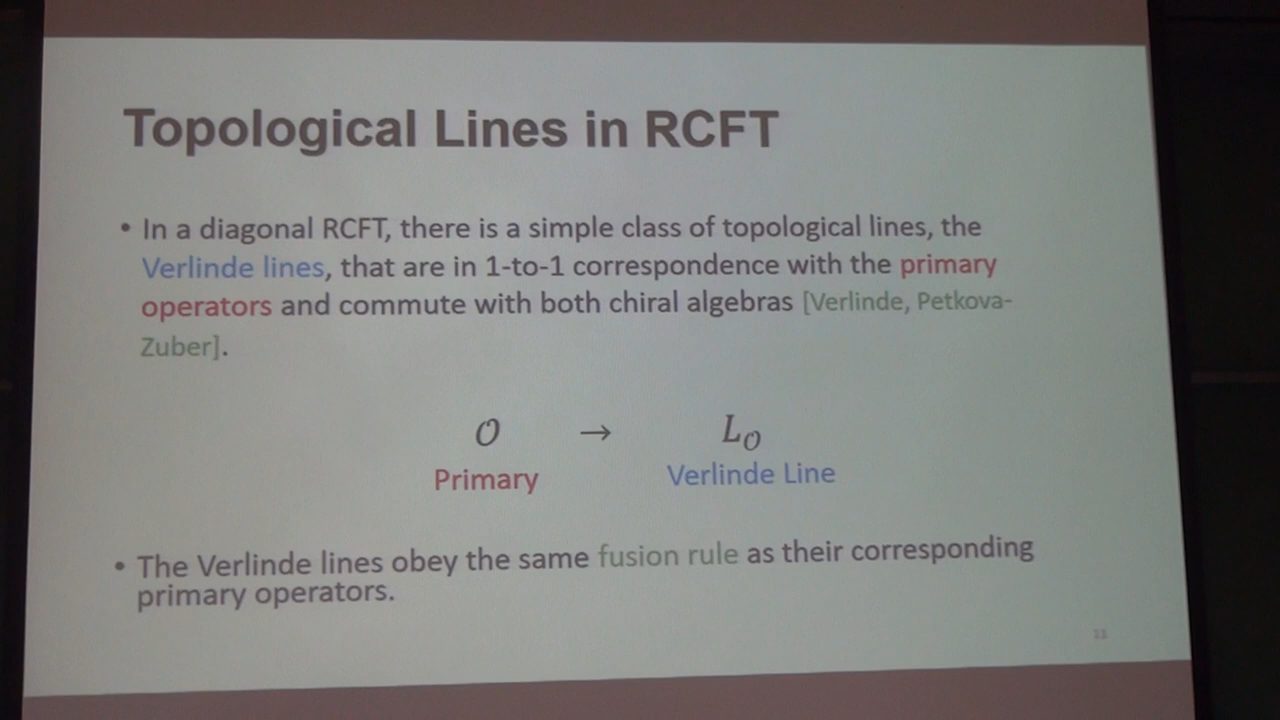 Topological Lines in RCFT
• In a diagonal RCFT, there is a simple class of topological lines, the
Verlinde lines, that are in 1-to-1 correspondence with the primary
operators and commute with both chiral algebras [Verlinde, Petkova-
Zuber].
𝒪 → L_𝒪
Primary Verlinde Line
• The Verlinde lines obey the same fusion rule as their corresponding
primary operators.